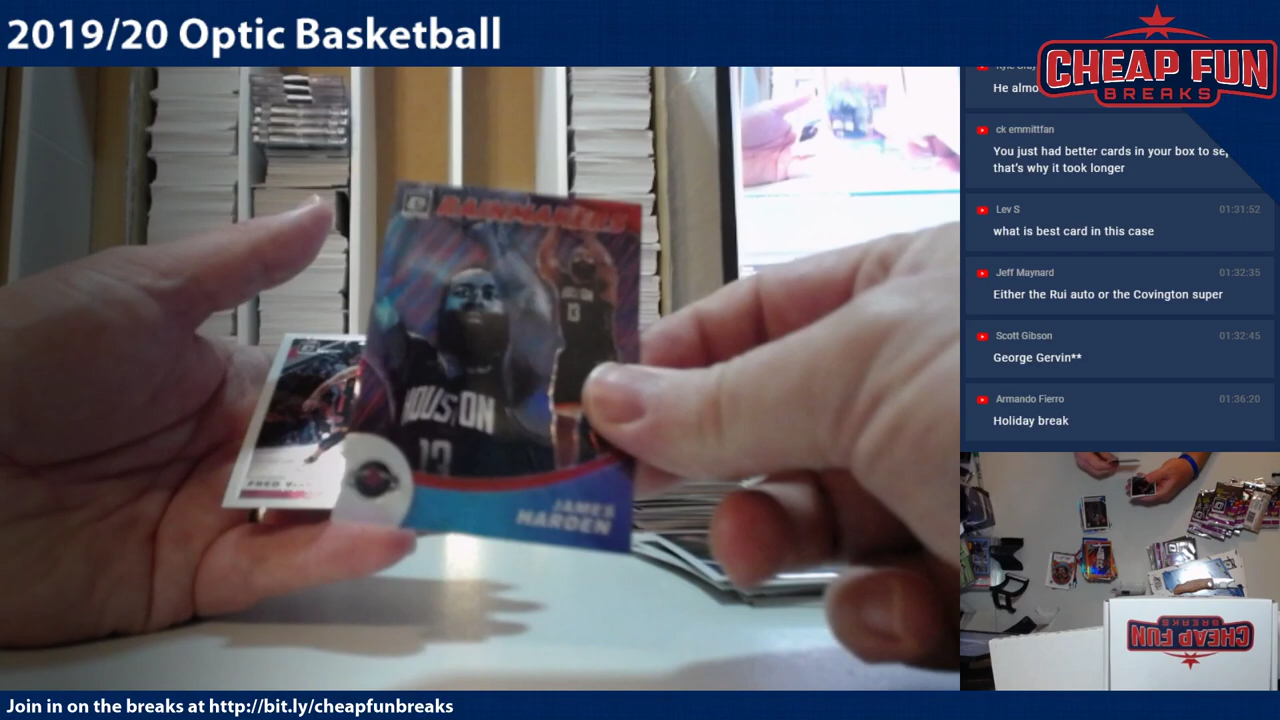 2019/20 Optic Basketball
CHEAP FUN
BREAKS
He almo
ck emmittfan
You just had better cards in your box to
that's why it took longer
Lev S
01:31:52
what is best card in this case
Jeff Maynard
01:32:35
Either the Rui auto or the Covington super
Scott Gibson
01:32:45
George Gervin**
Armando Fierro
01:36:20
Holiday break
RAINMAKERS
HOUSTON
13
HOUSTON
13
JAMES
HARDEN
FRED
CHEAP FUN
BREAKS
Join in on the breaks at http://bit.ly/cheapfunbreaks